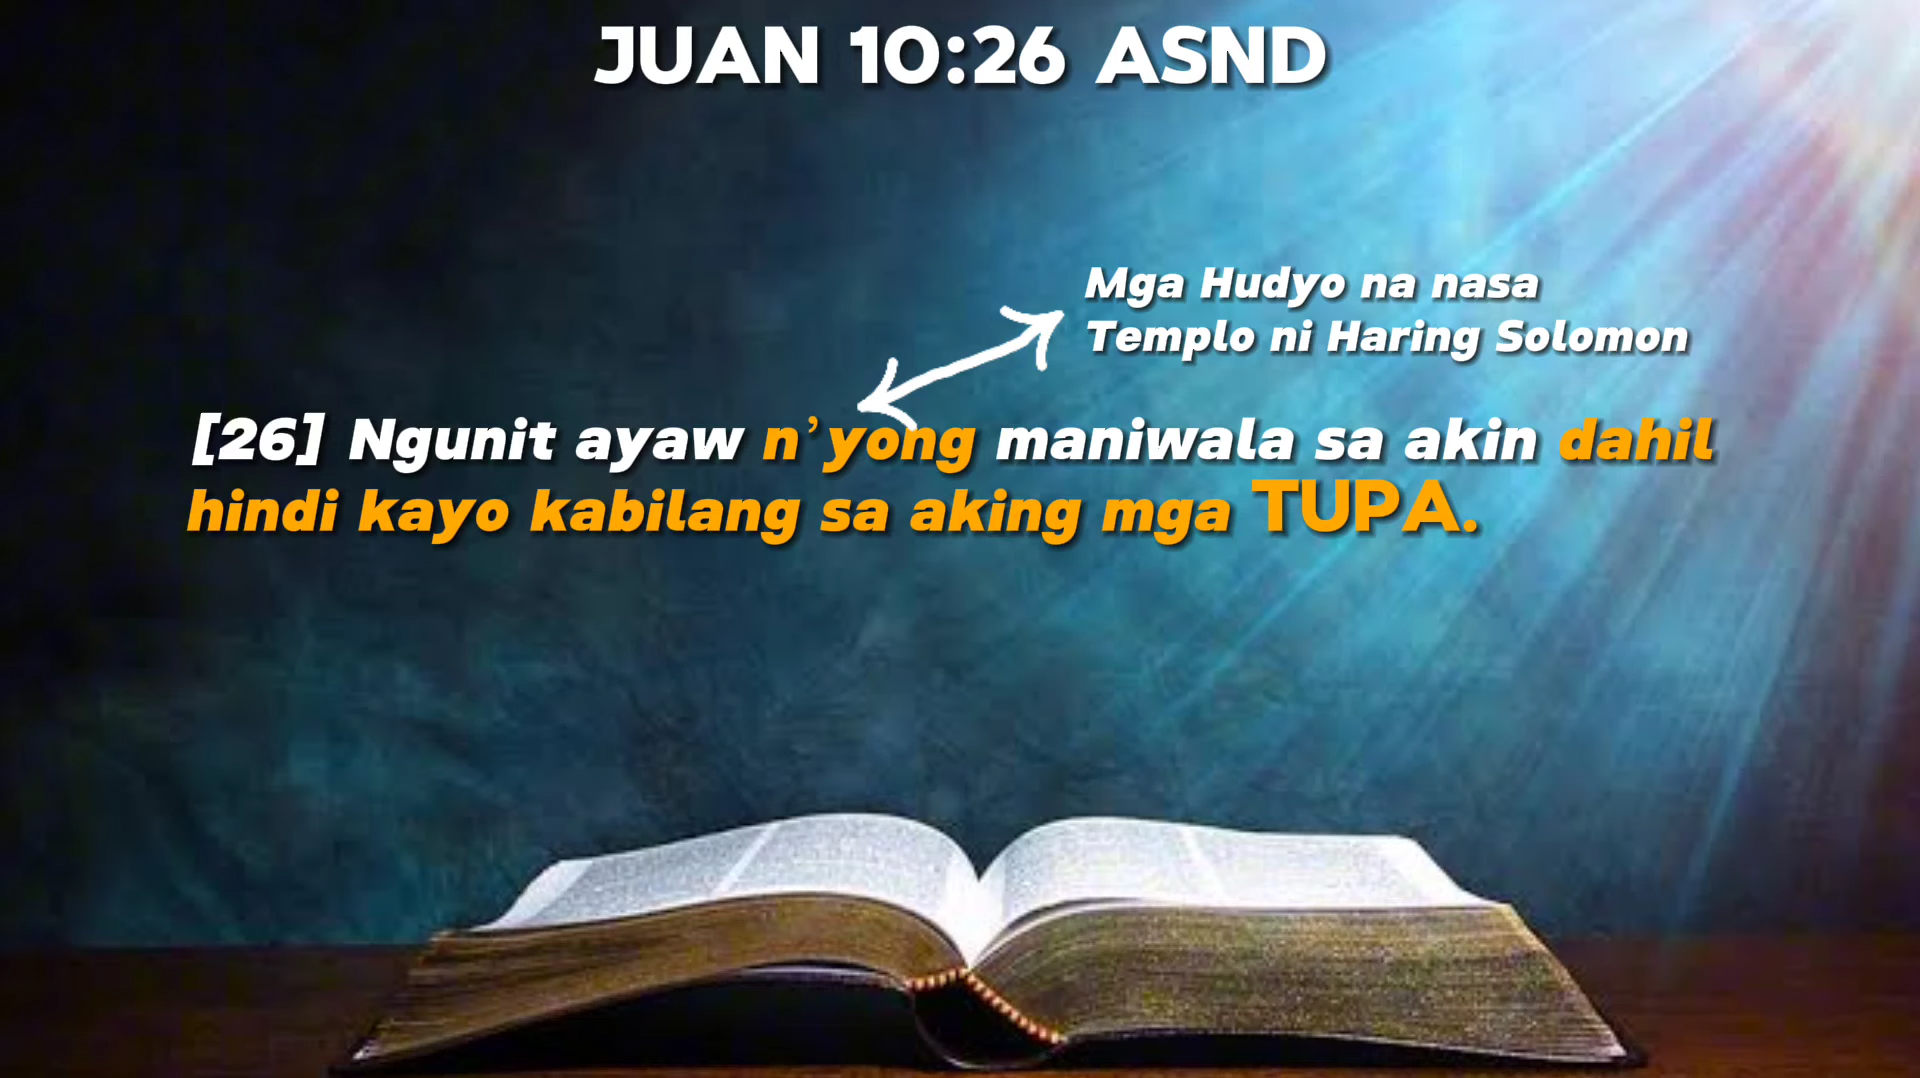 JUAN 10:26 ASND
Mga Hudyo na nasa
Templo ni Haring Solomon
[26] Ngunit ayaw n'yong maniwala sa akin dahil
hindi kayo kabilang sa aking mga TUPA.